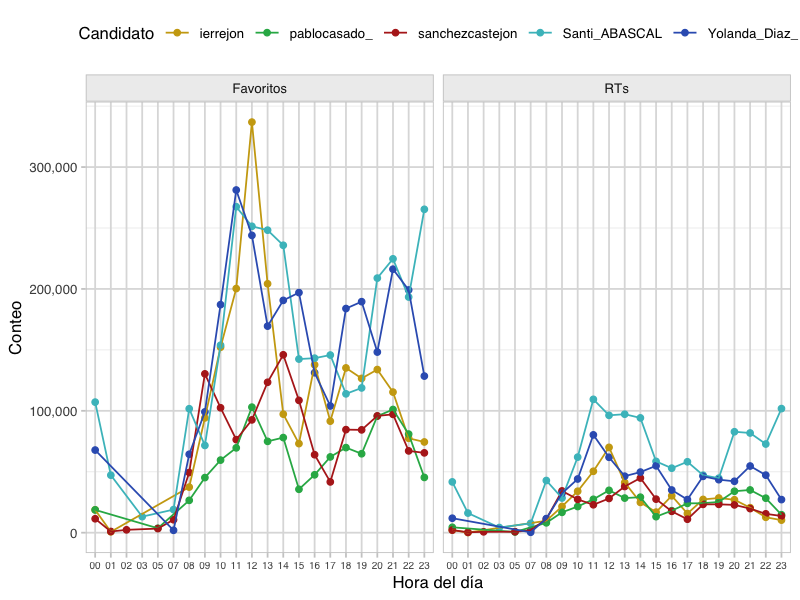 Candidato ierrejon pablocasado_ sanchezcastejon Santi_ABASCAL Yolanda_Diaz_
Favoritos RTs
Conteo
300,000
200,000
100,000
0
00 01 02 03 05 07 08 09 10 11 12 13 14 15 16 17 18 19 20 21 22 23 00 01 02 03 05 07 08 09 10 11 12 13 14 15 16 17 18 19 20 21 22 23
Hora del día